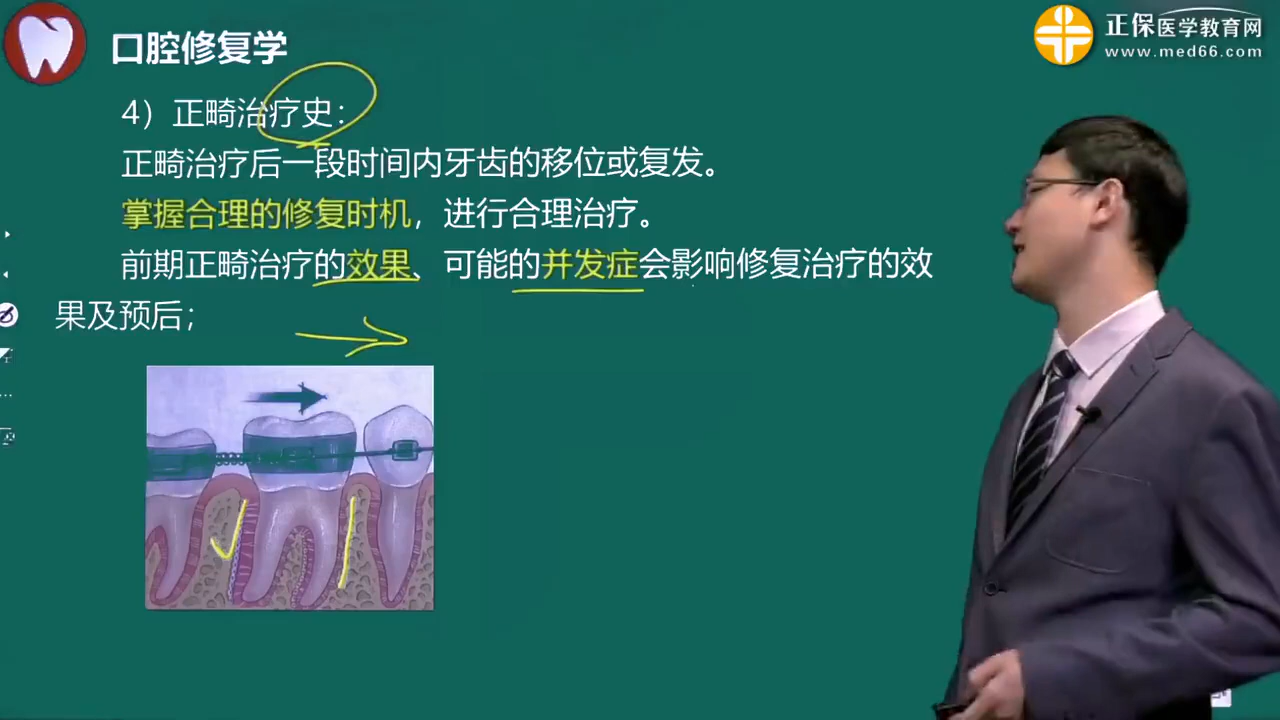 口腔修复学
正保医学教育网
www.med66.com
4）正畸治疗史：
正畸治疗后一段时间内牙齿的移位或复发。
掌握合理的修复时机，进行合理治疗。
前期正畸治疗的效果、可能的并发症会影响修复治疗的效
果及预后；